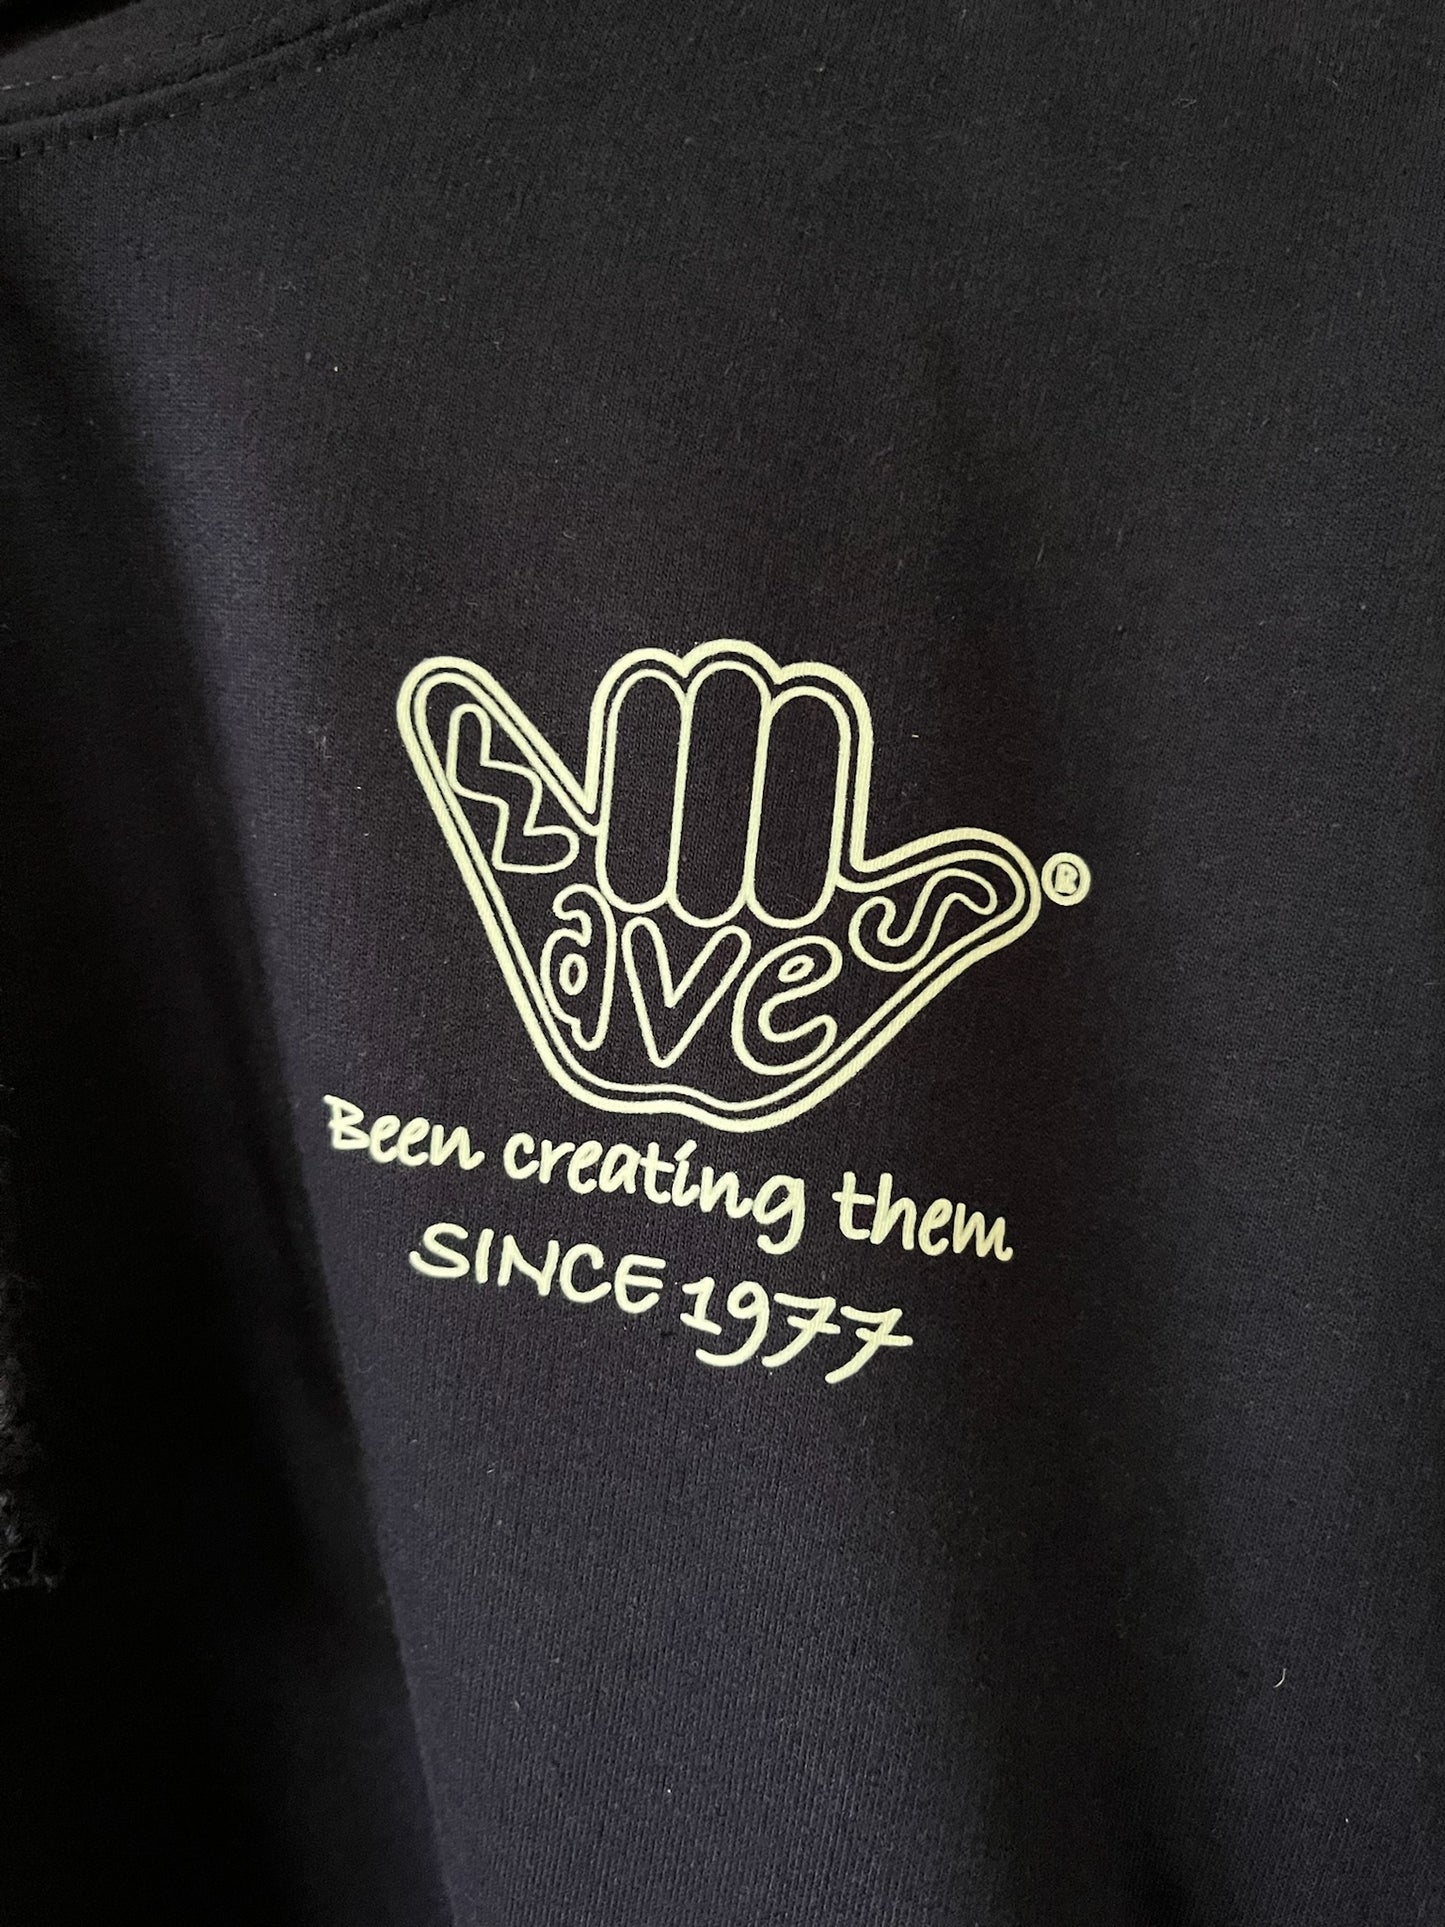 Waves ®
Been creating them
SINCE 1977